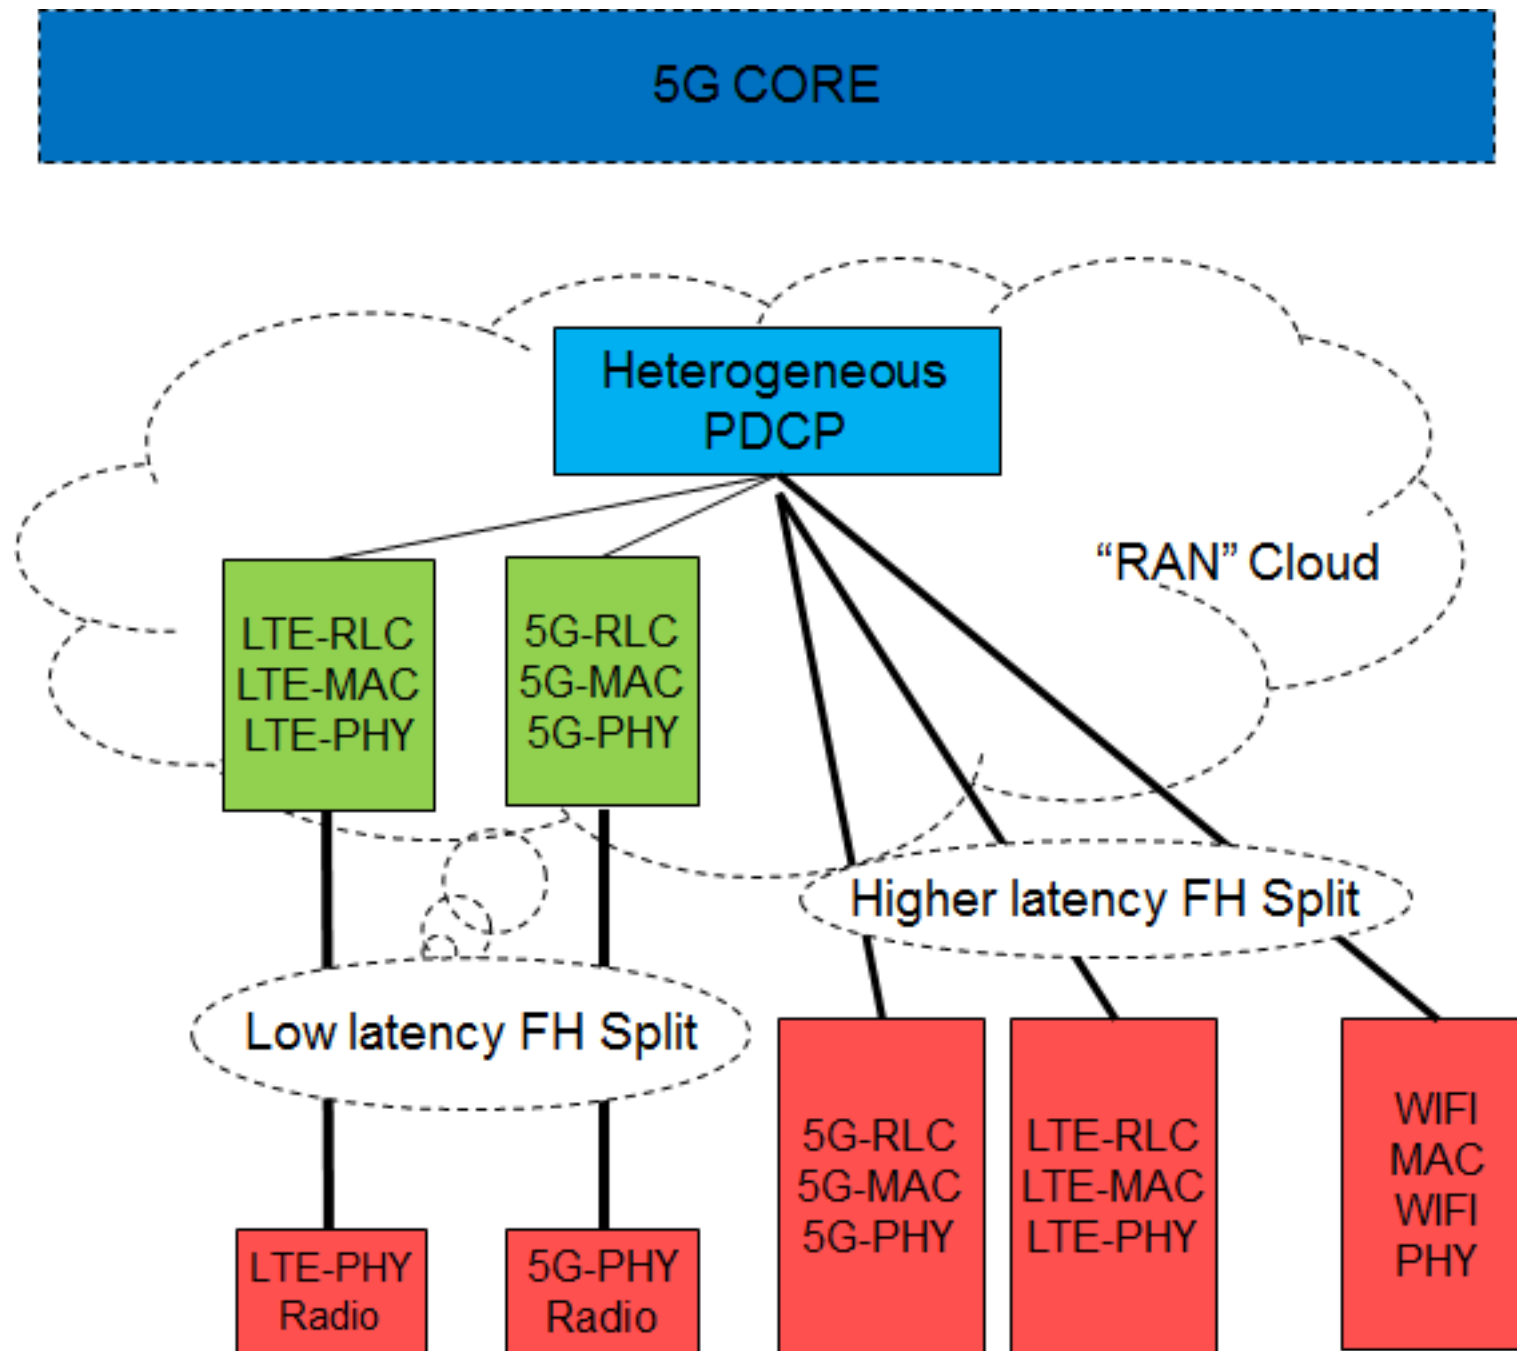 5G CORE
Heterogeneous
PDCP
“RAN” Cloud
LTE-RLC
LTE-MAC
LTE-PHY
5G-RLC
5G-MAC
5G-PHY
Higher latency FH Split
Low latency FH Split
LTE-PHY
Radio
5G-PHY
Radio
5G-RLC
5G-MAC
5G-PHY
LTE-RLC
LTE-MAC
LTE-PHY
WIFI
MAC
WIFI
PHY